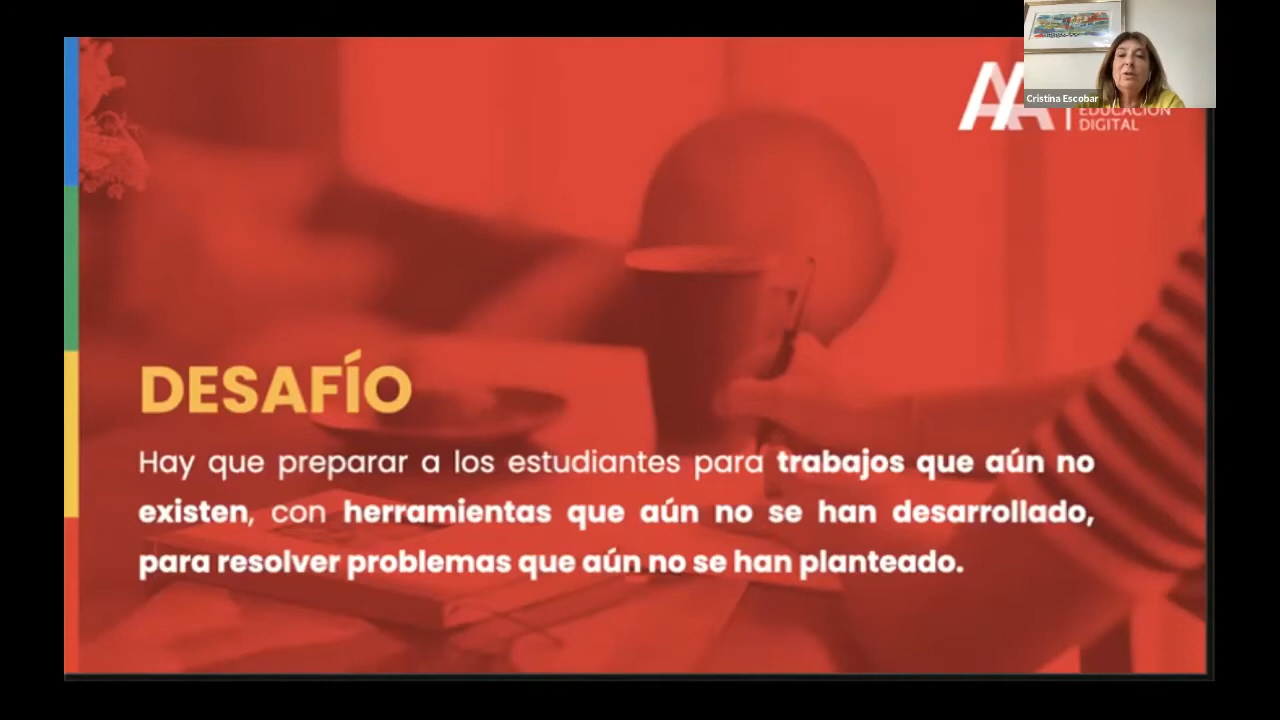 Cristina Escobar
EDUCACIÓN
DIGITAL
DESAFÍO
Hay que preparar a los estudiantes para trabajos que aún no
existen, con herramientas que aún no se han desarrollado,
para resolver problemas que aún no se han planteado.